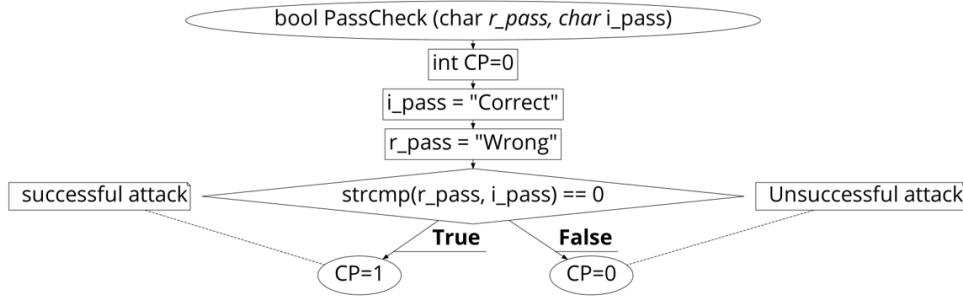 bool PassCheck (char r_pass, char i_pass)
int CP=0
i_pass = "Correct"
r_pass = "Wrong"
successful attack
strcmp(r_pass, i_pass) == 0
Unsuccessful attack
True
False
CP=1
CP=0